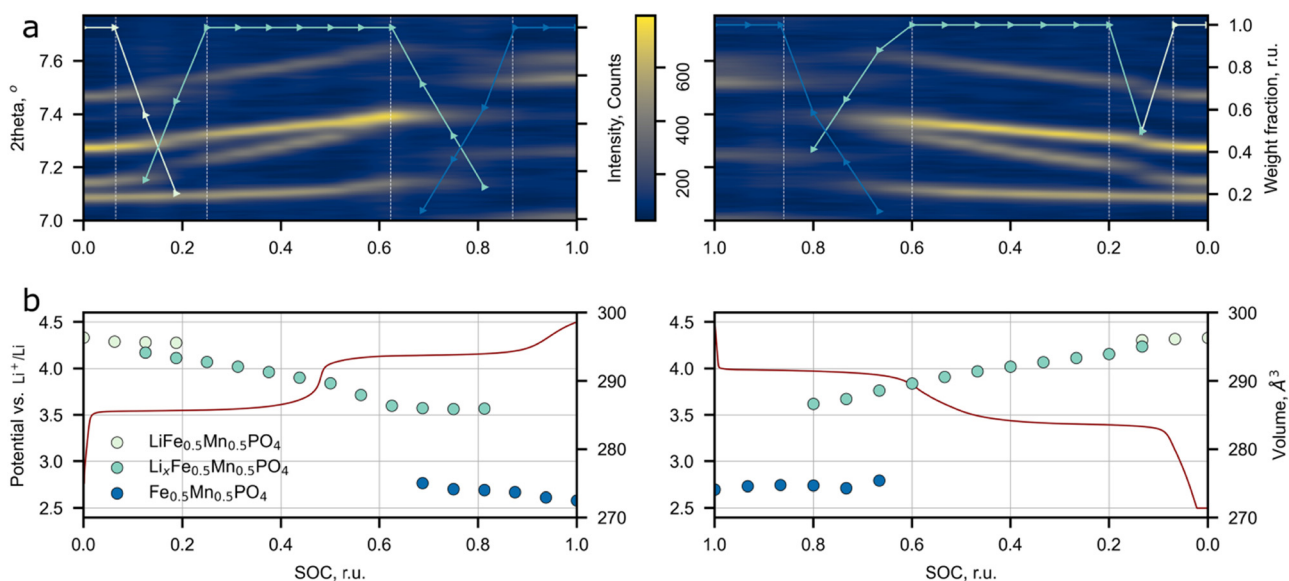 a
2theta, °
7.6
7.4
7.2
7.0
0.0 0.2 0.4 0.6 0.8 1.0
Intensity, Counts
600
400
200
1.0 0.8 0.6 0.4 0.2 0.0
1.0
0.8
0.6
0.4
0.2
Weight fraction, r.u.
b
Potential vs. Li⁺/Li
4.5
4.0
3.5
3.0
2.5
LiFe₀.₅Mn₀.₅PO₄
LiₓFe₀.₅Mn₀.₅PO₄
Fe₀.₅Mn₀.₅PO₄
300
290
280
270
0.0 0.2 0.4 0.6 0.8 1.0
SOC, r.u.
4.5
4.0
3.5
3.0
2.5
300
290
280
270
Volume, Å³
1.0 0.8 0.6 0.4 0.2 0.0
SOC, r.u.